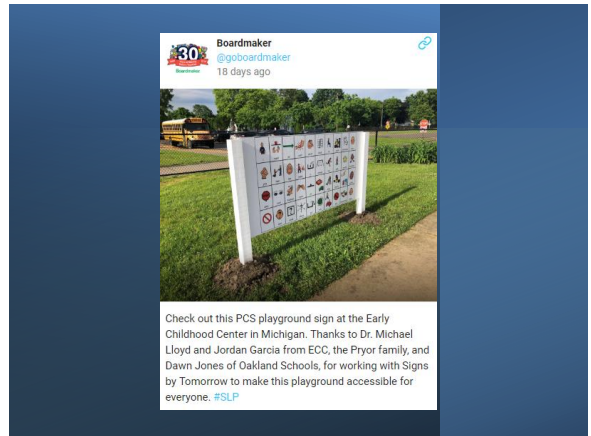 30
Boardmaker
Boardmaker
@goboardmaker
18 days ago
Check out this PCS playground sign at the Early
Childhood Center in Michigan. Thanks to Dr. Michael
Lloyd and Jordan Garcia from ECC, the Pryor family, and
Dawn Jones of Oakland Schools, for working with Signs
by Tomorrow to make this playground accessible for
everyone. #SLP